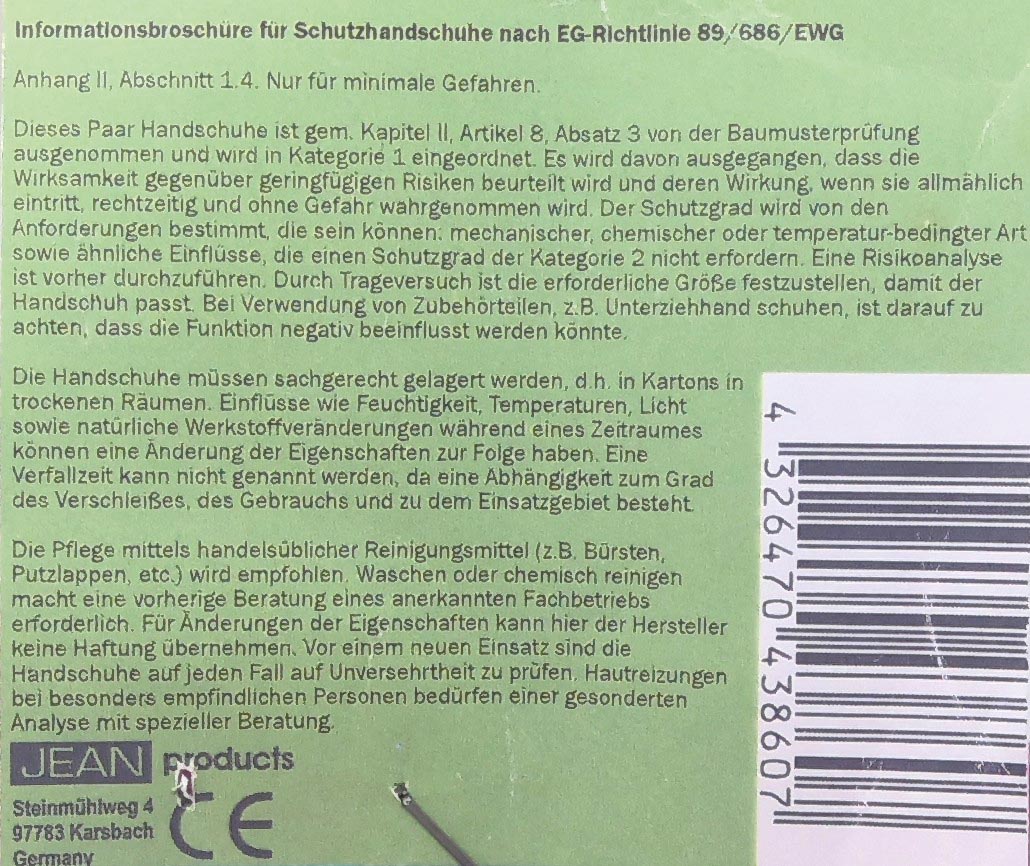 Informationsbroschüre für Schutzhandschuhe nach EG-Richtlinie 89/686/EWG
Anhang II, Abschnitt 1.4. Nur für minimale Gefahren.
Dieses Paar Handschuhe ist gem. Kapitel II, Artikel 8, Absatz 3 von der Baumusterprüfung
ausgenommen und wird in Kategorie 1 eingeordnet. Es wird davon ausgegangen, dass die
Wirksamkeit gegenüber geringfügigen Risiken beurteilt wird und deren Wirkung, wenn sie allmählich
eintritt, rechtzeitig und ohne Gefahr wahrgenommen wird. Der Schutzgrad wird von den
Anforderungen bestimmt, die sein können: mechanischer, chemischer oder temperatur-bedingter Art
sowie ähnliche Einflüsse, die einen Schutzgrad der Kategorie 2 nicht erfordern. Eine Risikoanalyse
ist vorher durchzuführen. Durch Trageversuch ist die erforderliche Größe festzustellen, damit der
Handschuh passt. Bei Verwendung von Zubehörteilen, z.B. Unterziehhand schuhen, ist darauf zu
achten, dass die Funktion negativ beeinflusst werden könnte.
Die Handschuhe müssen sachgerecht gelagert werden, d.h. in Kartons in
trockenen Räumen. Einflüsse wie Feuchtigkeit, Temperaturen, Licht
sowie natürliche Werkstoffveränderungen während eines Zeitraumes
können eine Änderung der Eigenschaften zur Folge haben. Eine
Verfallzeit kann nicht genannt werden, da eine Abhängigkeit zum Grad
des Verschleißes, des Gebrauchs und zu dem Einsatzgebiet besteht.
Die Pflege mittels handelsüblicher Reinigungsmittel (z.B. Bürsten,
Putzlappen, etc.) wird empfohlen. Waschen oder chemisch reinigen
macht eine vorherige Beratung eines anerkannten Fachbetriebs
erforderlich. Für Änderungen der Eigenschaften kann hier der Hersteller
keine Haftung übernehmen. Vor einem neuen Einsatz sind die
Handschuhe auf jeden Fall auf Unversehrtheit zu prüfen. Hautreizungen
bei besonders empfindlichen Personen bedürfen einer gesonderten
Analyse mit spezieller Beratung.
JEAN products
Steinmühlweg 4
97783 Karsbach
Germany
CE
4 326470 438607